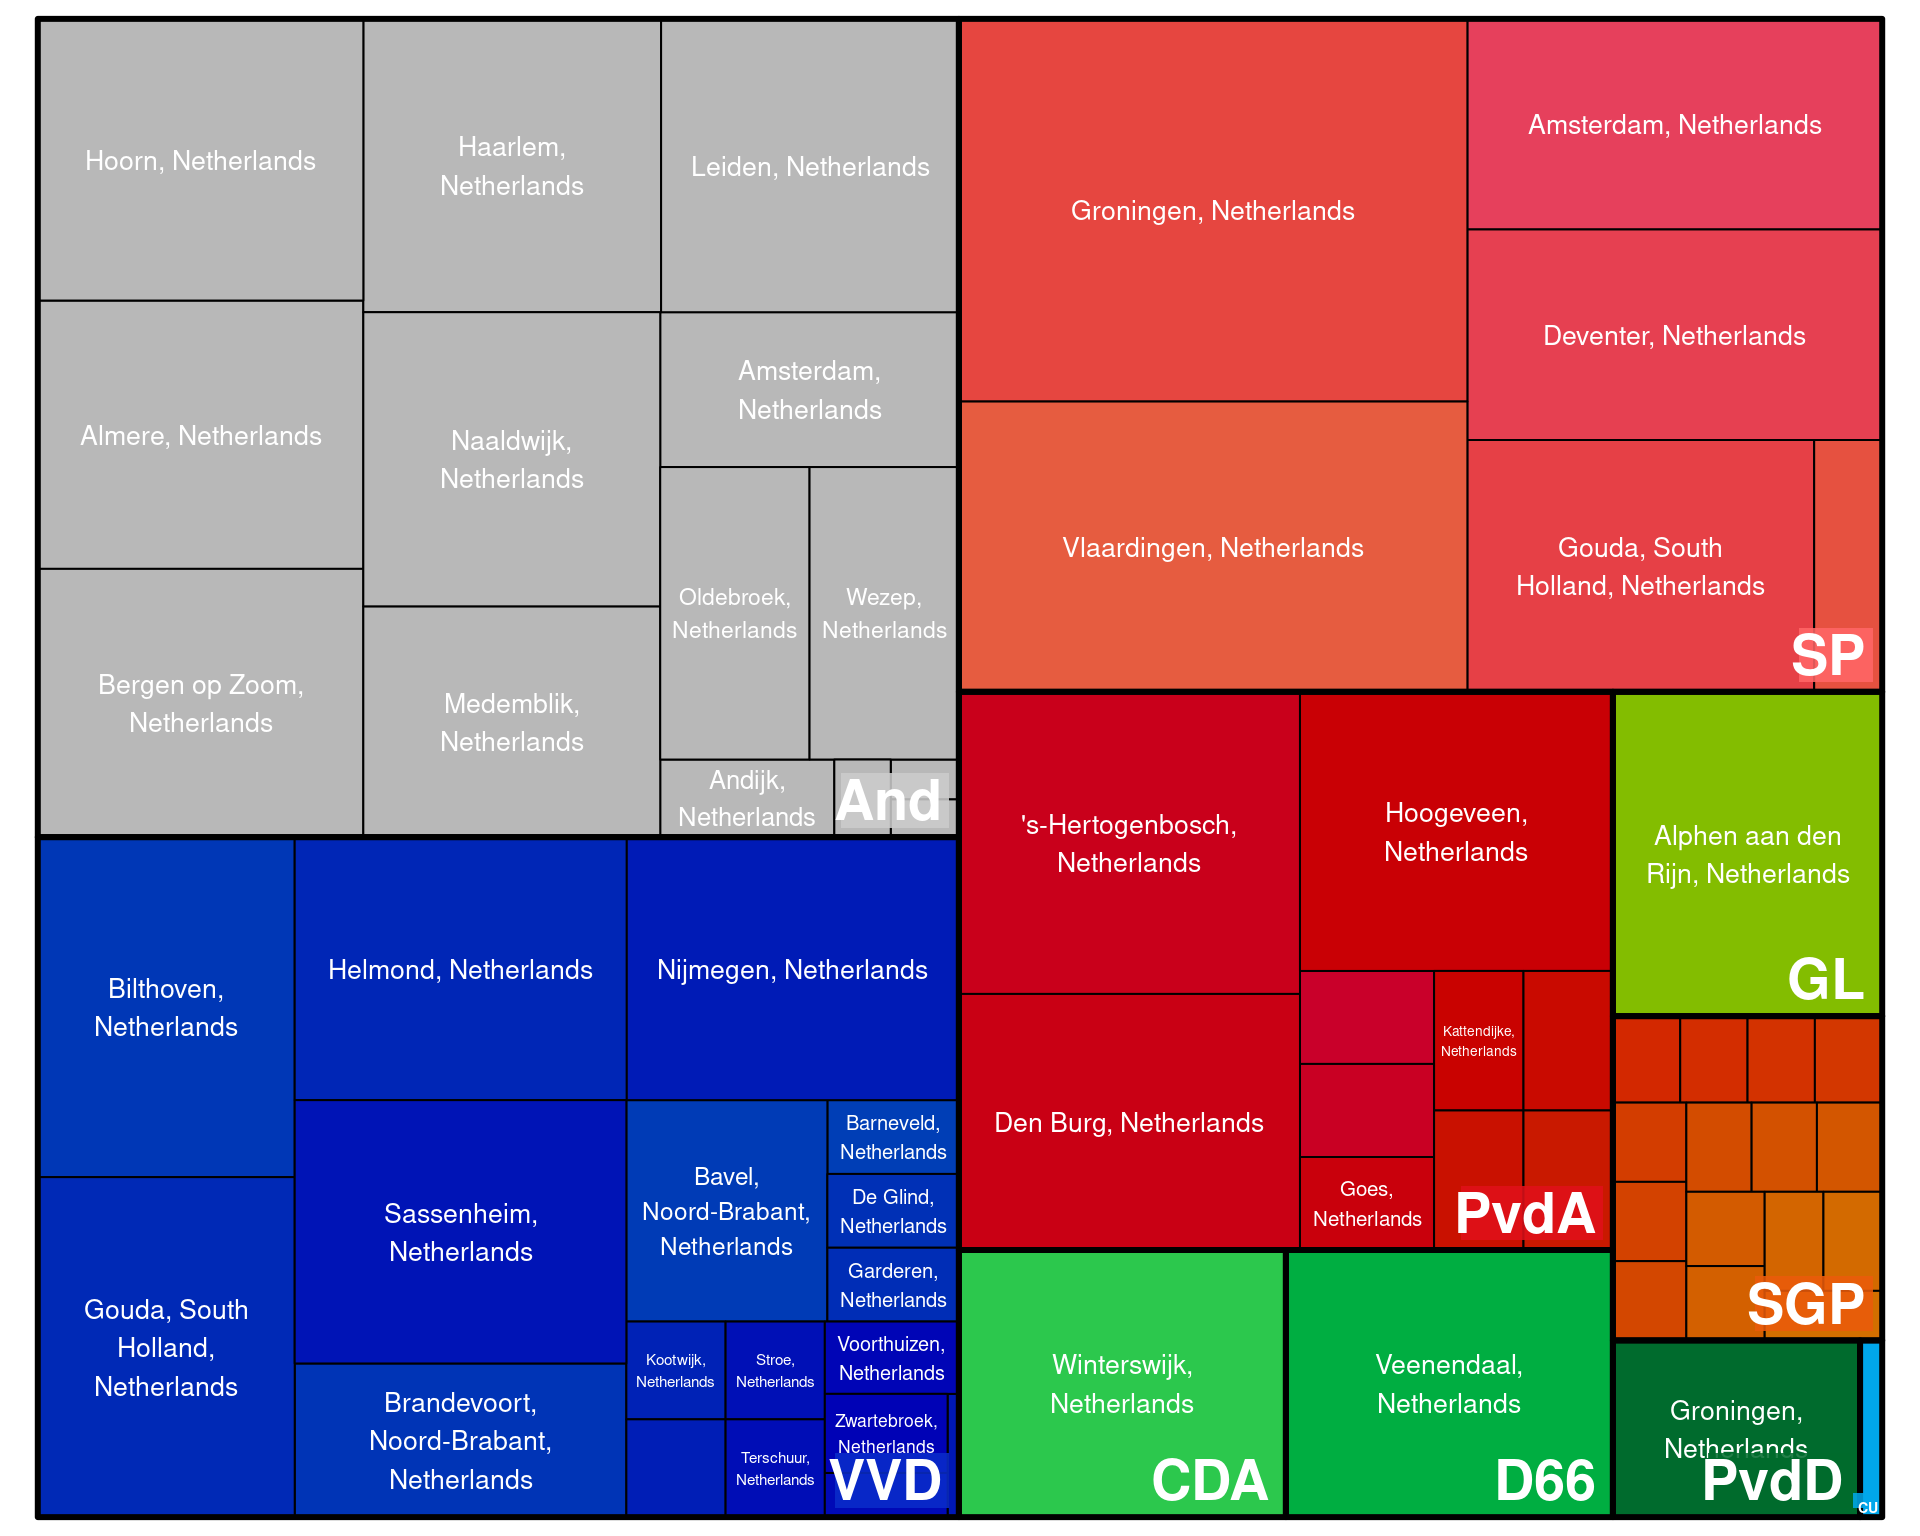 Hoorn, Netherlands
Haarlem,
Netherlands
Leiden, Netherlands
Almere, Netherlands
Naaldwijk,
Netherlands
Amsterdam,
Netherlands
Oldebroek,
Netherlands
Wezep,
Netherlands
Bergen op Zoom,
Netherlands
Medemblik,
Netherlands
Andijk,
Netherlands
And
Groningen, Netherlands
Amsterdam, Netherlands
Deventer, Netherlands
Vlaardingen, Netherlands
Gouda, South
Holland, Netherlands
SP
Bilthoven,
Netherlands
Helmond, Netherlands
Nijmegen, Netherlands
Gouda, South
Holland,
Netherlands
Sassenheim,
Netherlands
Brandevoort,
Noord-Brabant,
Netherlands
Bavel,
Noord-Brabant,
Netherlands
Barneveld,
Netherlands
De Glind,
Netherlands
Garderen,
Netherlands
Kootwijk,
Netherlands
Stroe,
Netherlands
Voorthuizen,
Netherlands
Terschuur,
Netherlands
Zwartebroek,
Netherlands
VVD
's-Hertogenbosch,
Netherlands
Hoogeveen,
Netherlands
Den Burg, Netherlands
Kattendijke,
Netherlands
Goes,
Netherlands
PvdA
Alphen aan den
Rijn, Netherlands
GL
SGP
Winterswijk,
Netherlands
CDA
Veenendaal,
Netherlands
D66
Groningen,
Netherlands
PvdD
CU